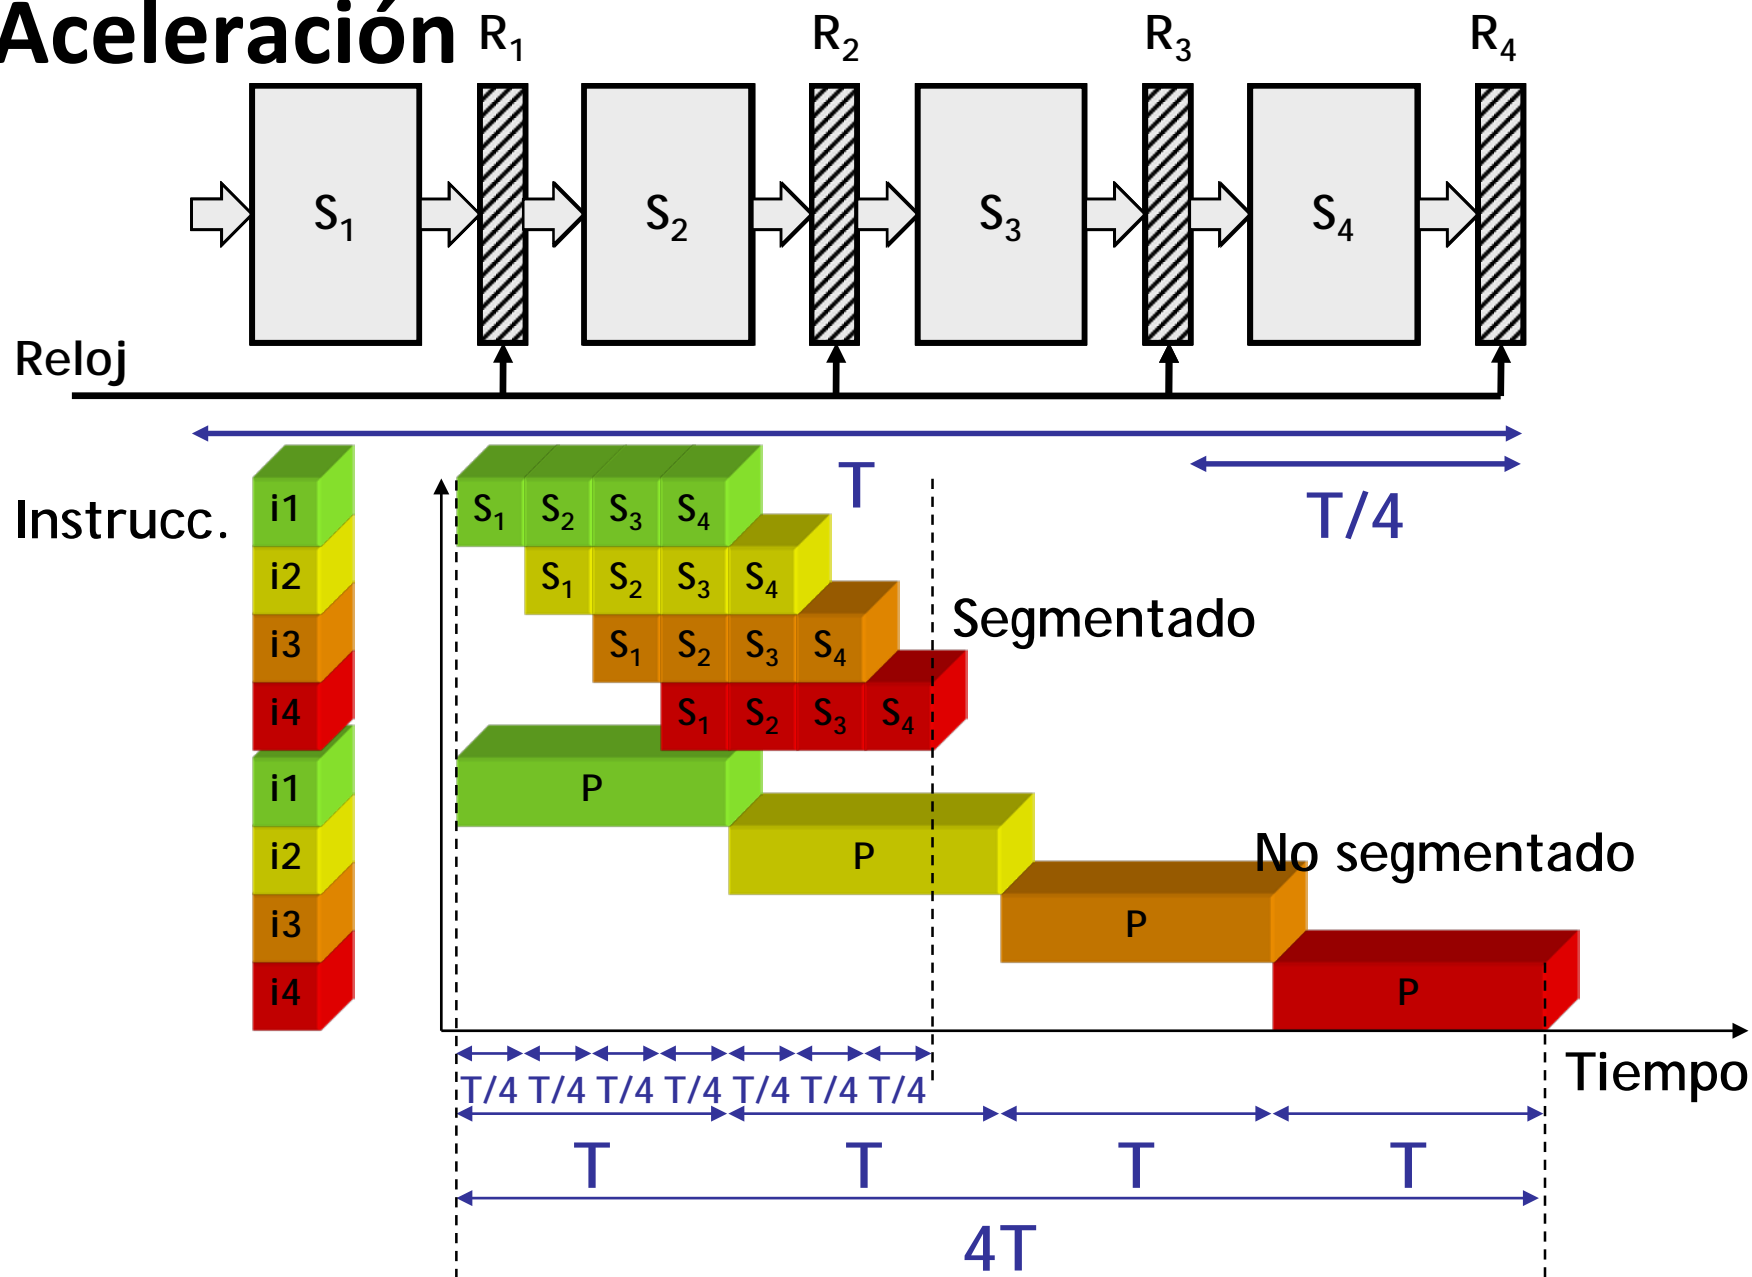 Aceleración
R1 R2 R3 R4
S1 S2 S3 S4
Reloj
T
T/4
Instrucc.
i1 S1 S2 S3 S4
i2 S1 S2 S3 S4
i3 S1 S2 S3 S4
Segmentado
i4 S1 S2 S3 S4
i1 P
i2 P
No segmentado
i3 P
i4 P
Tiempo
T/4 T/4 T/4 T/4 T/4 T/4 T/4
T T T T
4T